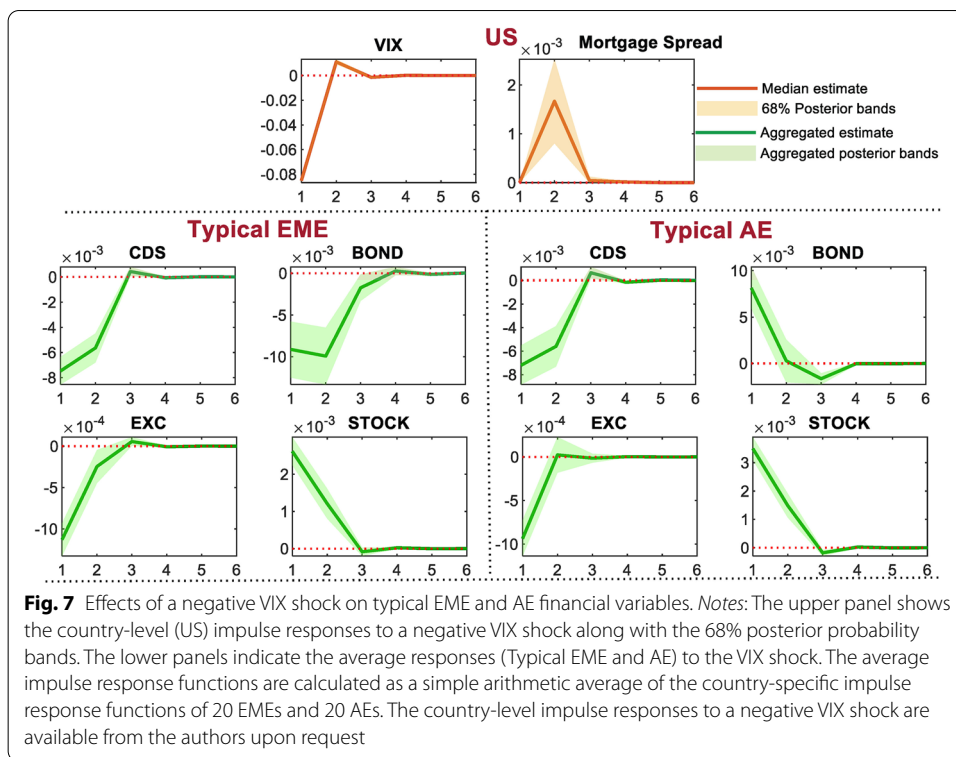 US
VIX
× 10⁻³ Mortgage Spread
0
-0.02
-0.04
-0.06
-0.08
1 2 3 4 5 6
2
1
0
1 2 3 4 5 6
Median estimate
68% Posterior bands
Aggregated estimate
Aggregated posterior bands
Typical EME
× 10⁻³ CDS
0
-2
-4
-6
-8
1 2 3 4 5 6
× 10⁻³ BOND
0
-5
-10
1 2 3 4 5 6
× 10⁻⁴ EXC
0
-5
-10
1 2 3 4 5 6
× 10⁻³ STOCK
2
1
0
1 2 3 4 5 6
Typical AE
× 10⁻³ CDS
0
-2
-4
-6
-8
1 2 3 4 5 6
10 × 10⁻³ BOND
5
0
1 2 3 4 5 6
× 10⁻⁴ EXC
0
-5
-10
1 2 3 4 5 6
× 10⁻³ STOCK
3
2
1
0
1 2 3 4 5 6
Fig. 7 Effects of a negative VIX shock on typical EME and AE financial variables. Notes: The upper panel shows
the country-level (US) impulse responses to a negative VIX shock along with the 68% posterior probability
bands. The lower panels indicate the average responses (Typical EME and AE) to the VIX shock. The average
impulse response functions are calculated as a simple arithmetic average of the country-specific impulse
response functions of 20 EMEs and 20 AEs. The country-level impulse responses to a negative VIX shock are
available from the authors upon request